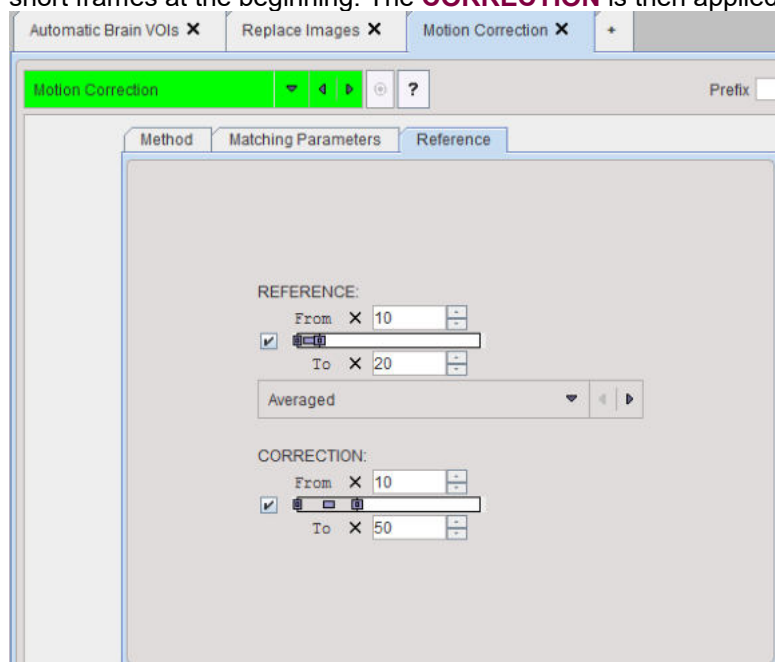 short frames at the beginning. The CORRECTION is then applied
Automatic Brain VOIs × Replace Images × Motion Correction × +
Motion Correction ? Prefix
Method Matching Parameters Reference
REFERENCE:
From × 10
To × 20
Averaged
CORRECTION:
From × 10
To × 50